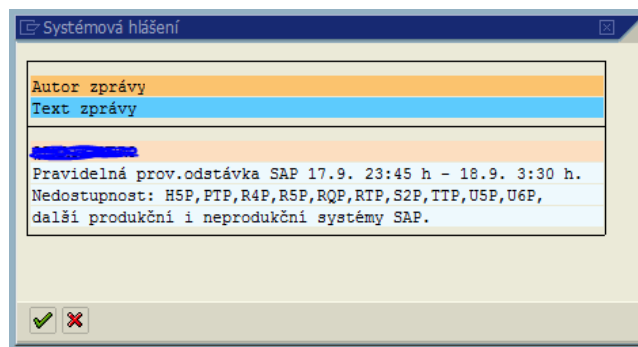 Systémová hlášení
Autor zprávy
Text zprávy
Pravidelná prov.odstávka SAP 17.9. 23:45 h - 18.9. 3:30 h.
Nedostupnost: H5P,PTP,R4P,R5P,RQP,RTP,S2P,TTP,U5P,U6P,
další produkční i neprodukční systémy SAP.